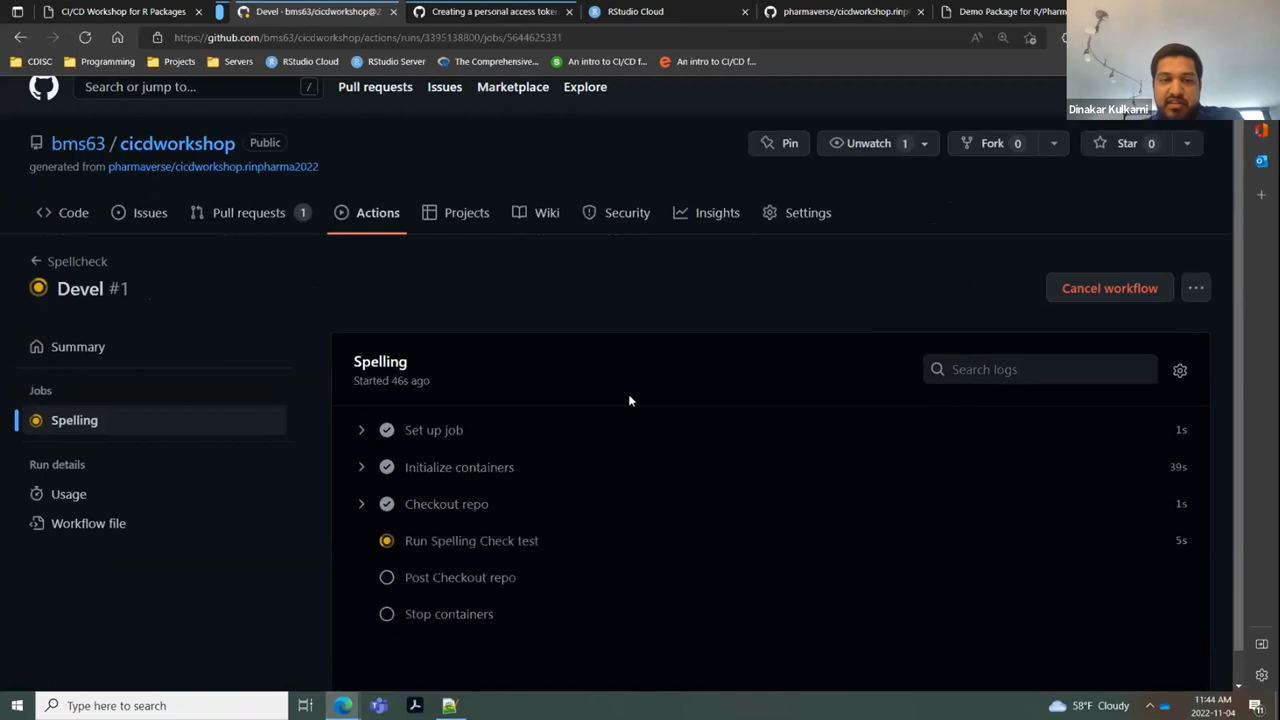 CI/CD Workshop for R Packages
Devel · bms63/cicdworkshop@2
Creating a personal access toke
RStudio Cloud
pharmaverse/cicdworkshop.rinp
Demo Package for R/Pharm
https://github.com/bms63/cicdworkshop/actions/runs/3395138800/jobs/5644625331
CDISC
Programming
Projects
Servers
RStudio Cloud
RStudio Server
The Comprehensive...
An intro to CI/CD f...
An intro to CI/CD f...
Dinakar Kulkarni
Search or jump to...
/
Pull requests
Issues
Marketplace
Explore
bms63 / cicdworkshop
Public
Pin
Unwatch 1
Fork 0
Star 0
generated from pharmaverse/cicdworkshop.rinpharma2022
Code
Issues
Pull requests 1
Actions
Projects
Wiki
Security
Insights
Settings
Spellcheck
Devel #1
Cancel workflow
Summary
Jobs
Spelling
Run details
Usage
Workflow file
Spelling
Started 46s ago
Search logs
Set up job 1s
Initialize containers 39s
Checkout repo 1s
Run Spelling Check test 5s
Post Checkout repo
Stop containers
Type here to search
58°F Cloudy
11:44 AM
2022-11-04
11